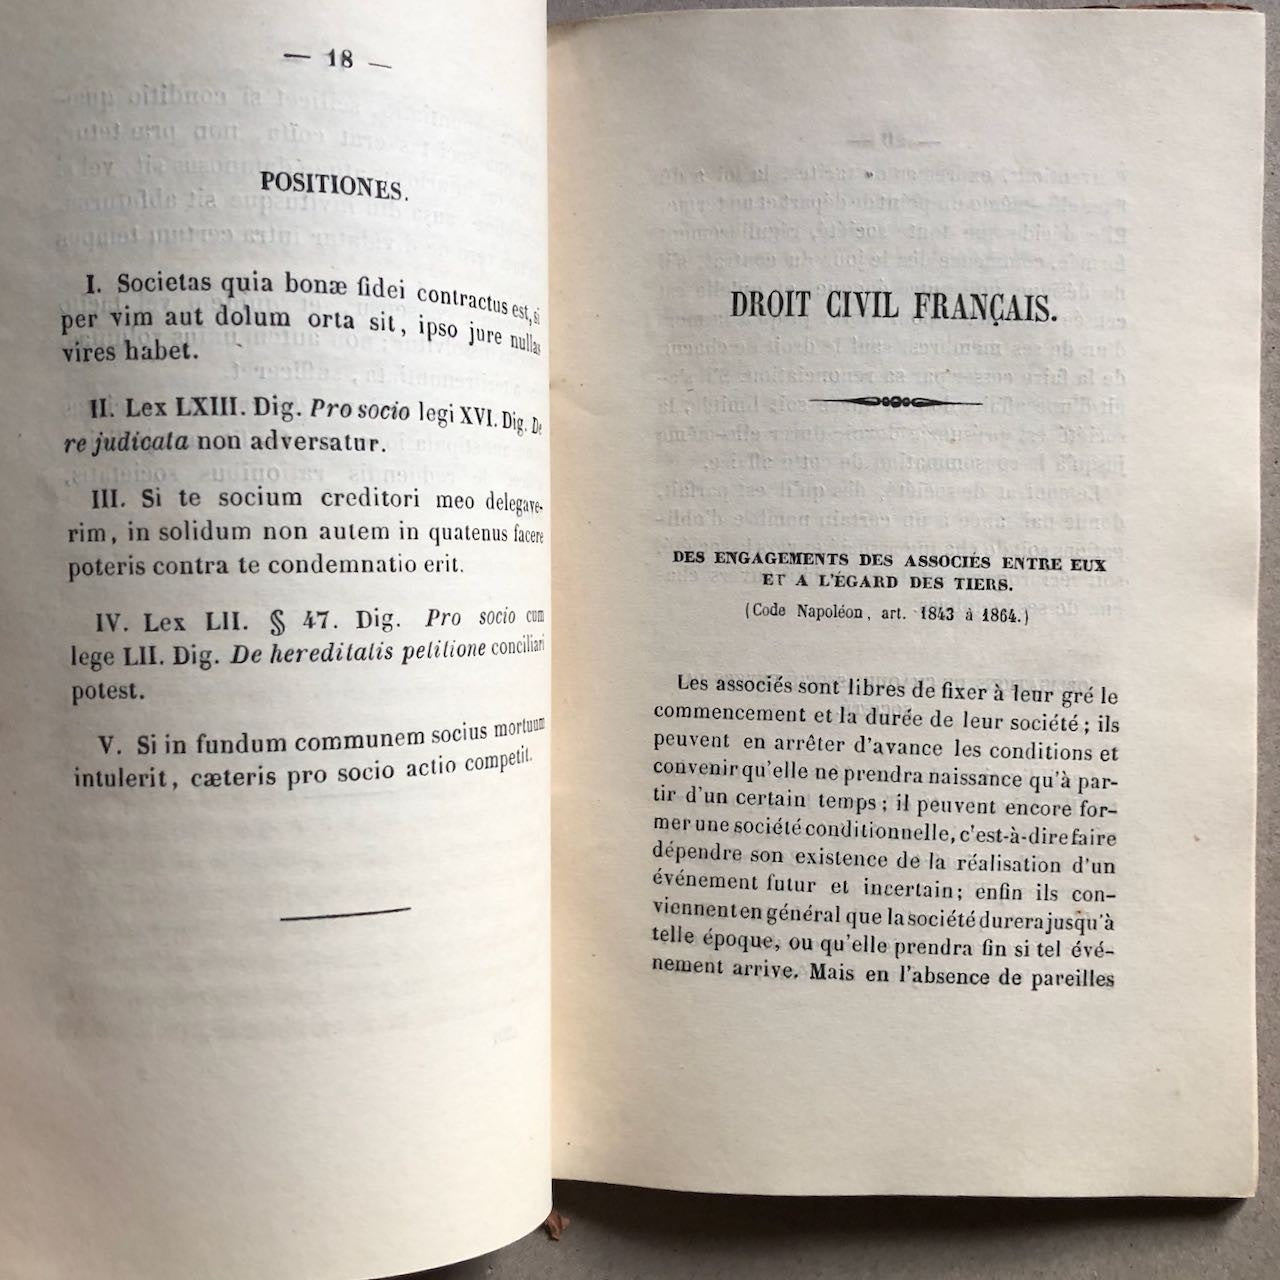 — 18 —
POSITIONES.
I. Societas quia bonæ fidei contractus est, si
per vim aut dolum orta sit, ipso jure nullas
vires habet.
II. Lex LXIII. Dig. Pro socio legi XVI. Dig. De
re judicata non adversatur.
III. Si te socium creditori meo delegave-
rim, in solidum non autem in quatenus facere
poteris contra te condemnatio erit.
IV. Lex LII. § 47. Dig. Pro socio cum
lege LII. Dig. De hereditatis petitione conciliari
potest.
V. Si in fundum communem socius mortuum
intulerit, cæteris pro socio actio competit.
DROIT CIVIL FRANÇAIS.
DES ENGAGEMENTS DES ASSOCIÉS ENTRE EUX
ET A L'ÉGARD DES TIERS.
(Code Napoléon, art. 1843 à 1864.)
Les associés sont libres de fixer à leur gré le
commencement et la durée de leur société; ils
peuvent en arrêter d'avance les conditions et
convenir qu'elle ne prendra naissance qu'à par-
tir d'un certain temps; il peuvent encore for-
mer une société conditionnelle, c'est-à-dire faire
dépendre son existence de la réalisation d'un
événement futur et incertain; enfin ils con-
viennent en général que la société durera jusqu'à
telle époque, ou qu'elle prendra fin si tel évé-
nement arrive. Mais en l'absence de pareilles